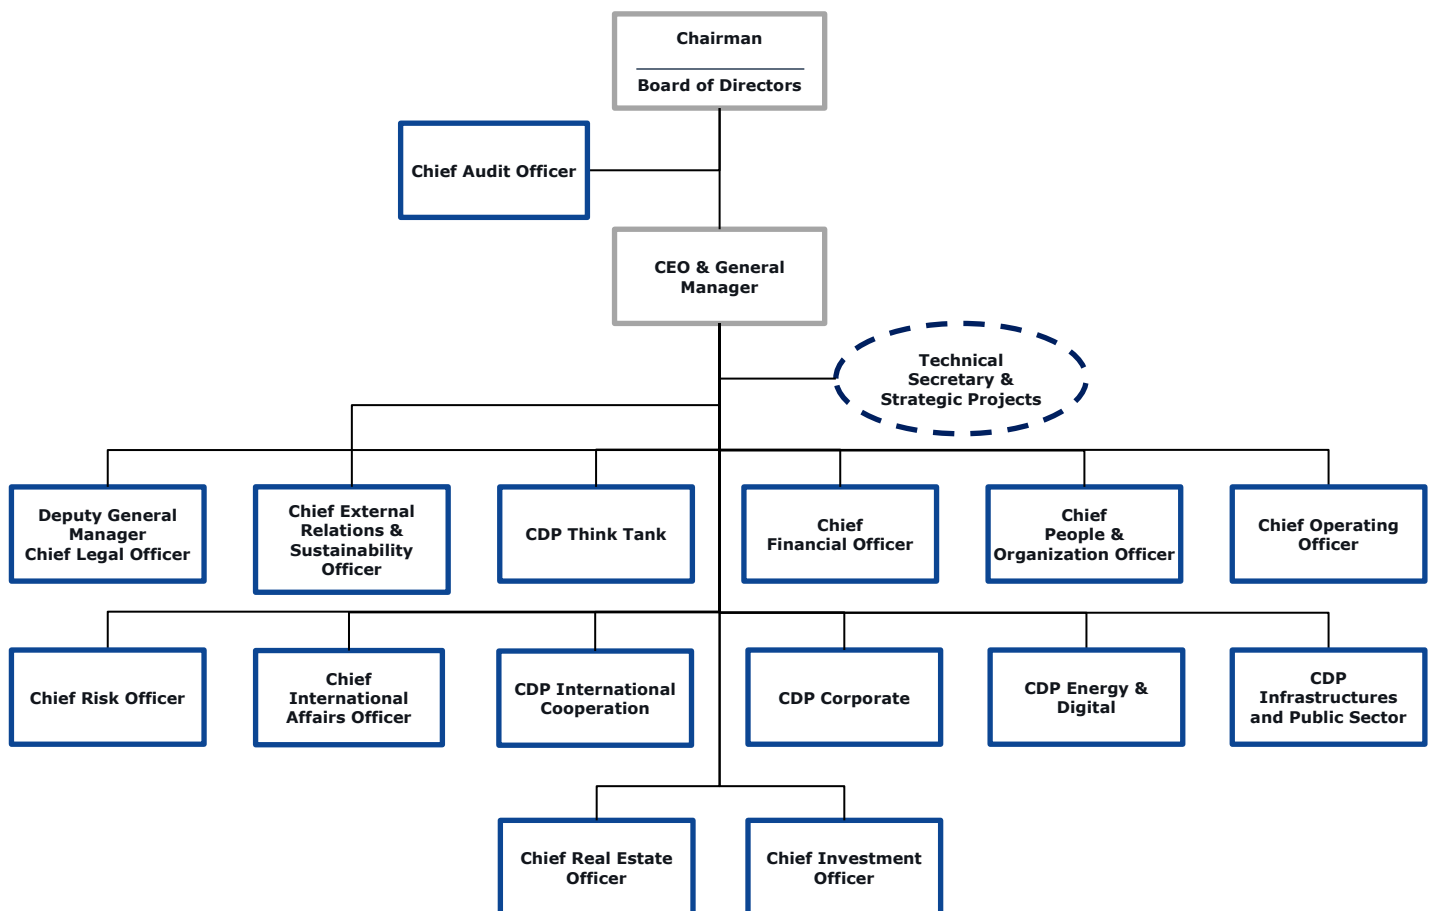 Chairman
Board of Directors
Chief Audit Officer
CEO & General
Manager
Technical
Secretary &
Strategic Projects
Deputy General
Manager
Chief Legal Officer
Chief External
Relations &
Sustainability
Officer
CDP Think Tank
Chief
Financial Officer
Chief
People &
Organization Officer
Chief Operating
Officer
Chief Risk Officer
Chief
International
Affairs Officer
CDP International
Cooperation
CDP Corporate
CDP Energy &
Digital
CDP
Infrastructures
and Public Sector
Chief Real Estate
Officer
Chief Investment
Officer